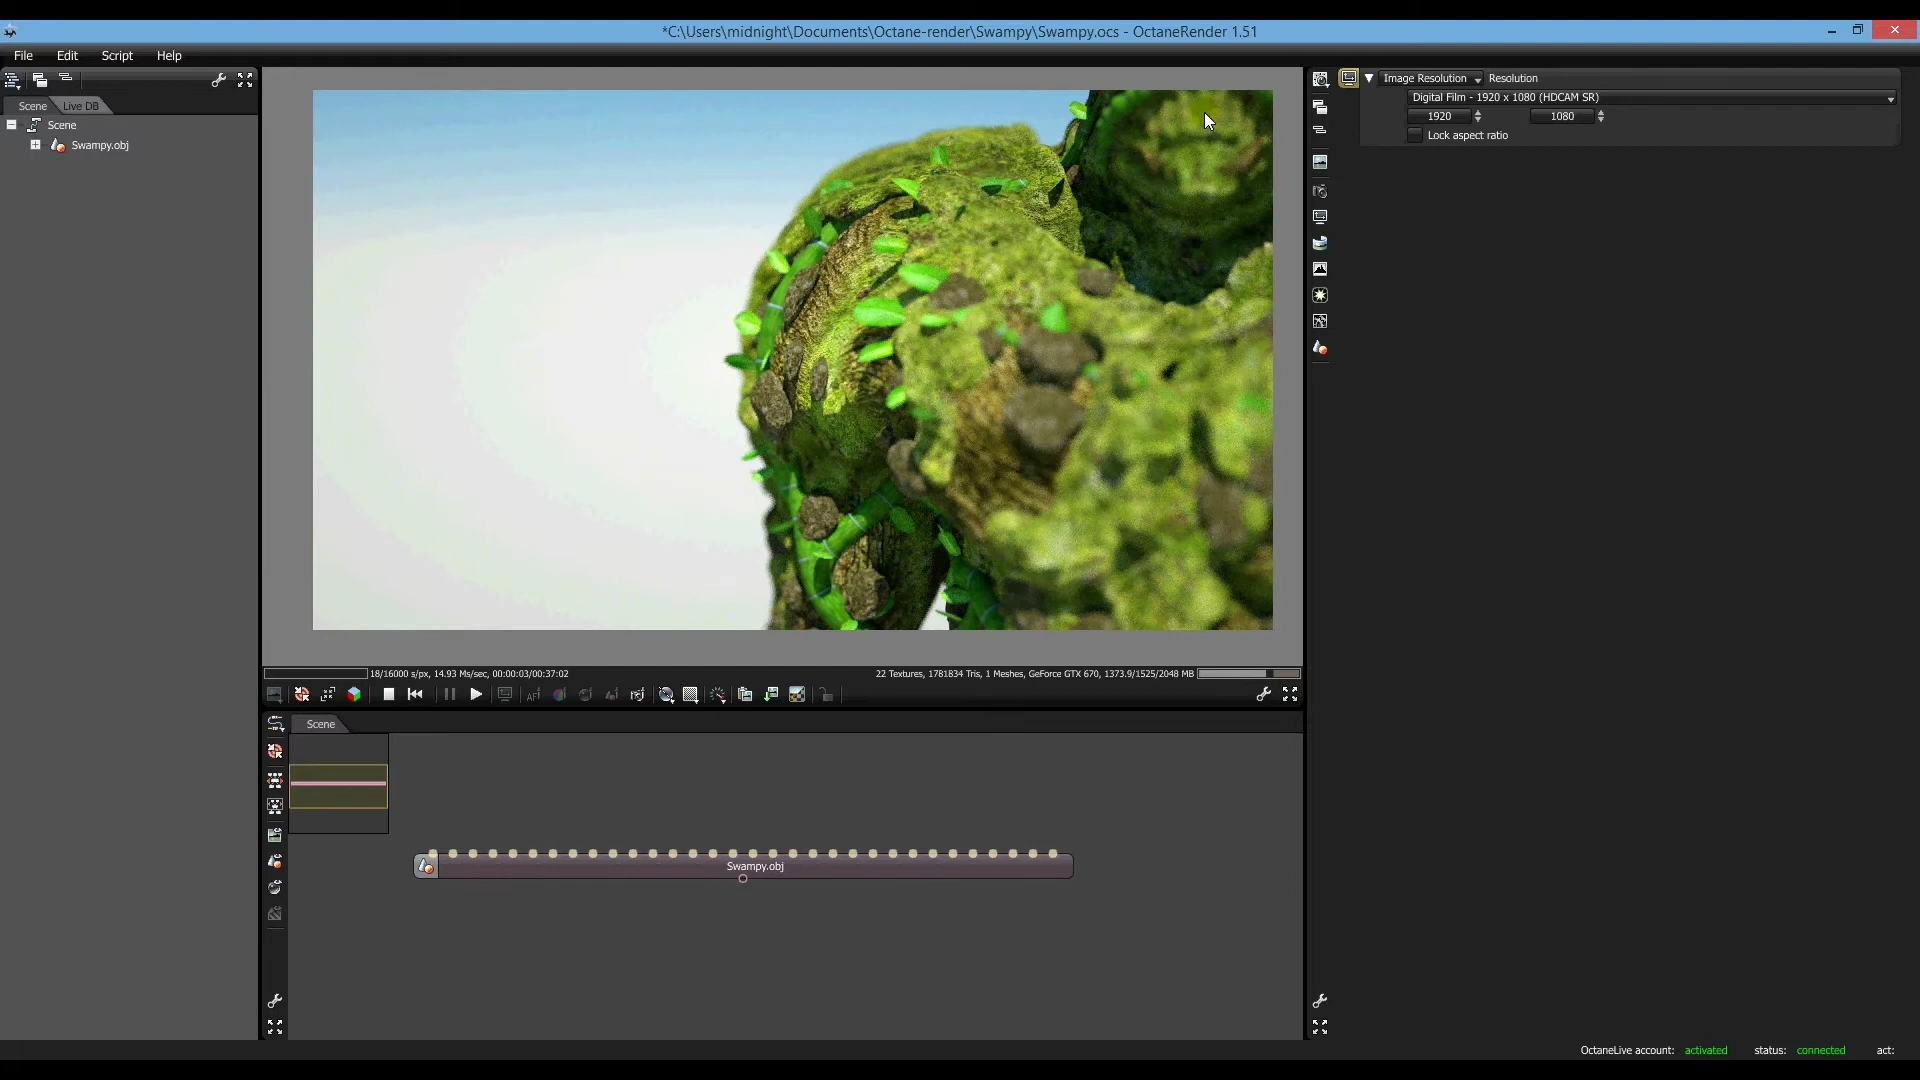 *C:\Users\midnight\Documents\Octane-render\Swampy\Swampy.ocs - OctaneRender 1.51
File Edit Script Help
Scene Live DB
Scene
Swampy.obj
Image Resolution Resolution
Digital Film - 1920 x 1080 (HDCAM SR)
1920 1080
Lock aspect ratio
18/16000 s/px, 14.93 Ms/sec, 00:00:03/00:37:02
22 Textures, 1781834 Tris, 1 Meshes, GeForce GTX 670, 1373.9/1525/2048 MB
AF
Scene
Swampy.obj
OctaneLive account: activated status: connected act: